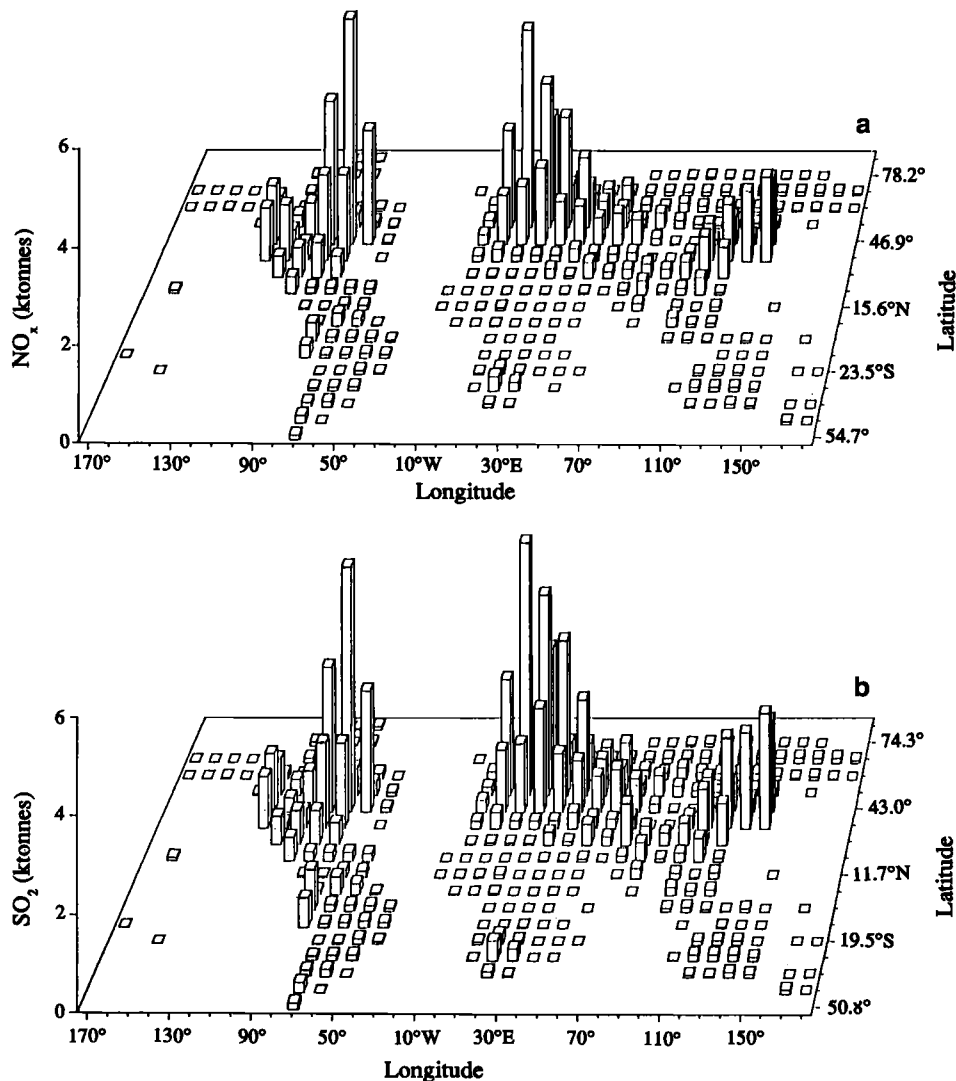 a
6
4
2
0
NOₓ (ktonnes)
78.2°
46.9°
15.6°N
23.5°S
54.7°
Latitude
170° 130° 90° 50° 10°W 30°E 70° 110° 150°
Longitude
b
6
4
2
0
SO₂ (ktonnes)
74.3°
43.0°
11.7°N
19.5°S
50.8°
Latitude
170° 130° 90° 50° 10°W 30°E 70° 110° 150°
Longitude